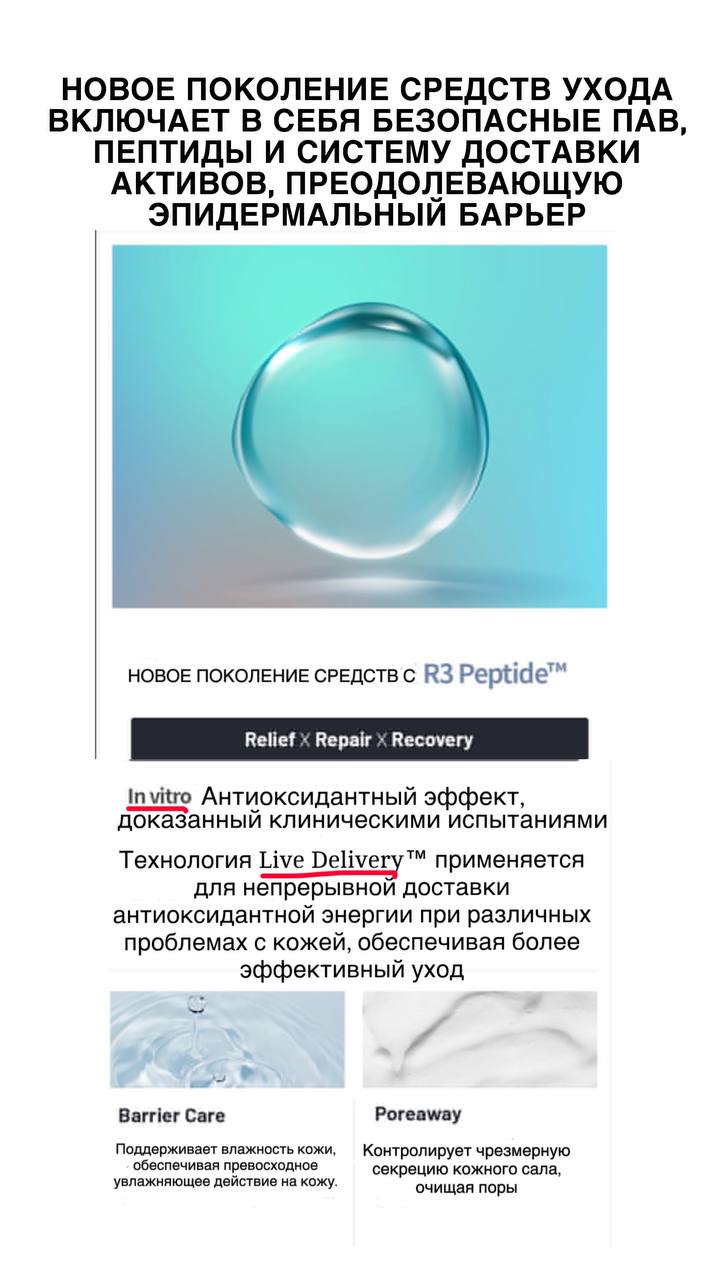 НОВОЕ ПОКОЛЕНИЕ СРЕДСТВ УХОДА
ВКЛЮЧАЕТ В СЕБЯ БЕЗОПАСНЫЕ ПАВ,
ПЕПТИДЫ И СИСТЕМУ ДОСТАВКИ
АКТИВОВ, ПРЕОДОЛЕВАЮЩУЮ
ЭПИДЕРМАЛЬНЫЙ БАРЬЕР
НОВОЕ ПОКОЛЕНИЕ СРЕДСТВ С R3 Peptide™
Relief X Repair X Recovery
In vitro Антиоксидантный эффект,
доказанный клиническими испытаниями
Технология Live Delivery™ применяется
для непрерывной доставки
антиоксидантной энергии при различных
проблемах с кожей, обеспечивая более
эффективный уход
Barrier Care
Поддерживает влажность кожи,
обеспечивая превосходное
увлажняющее действие на кожу.
Poreaway
Контролирует чрезмерную
секрецию кожного сала,
очищая поры